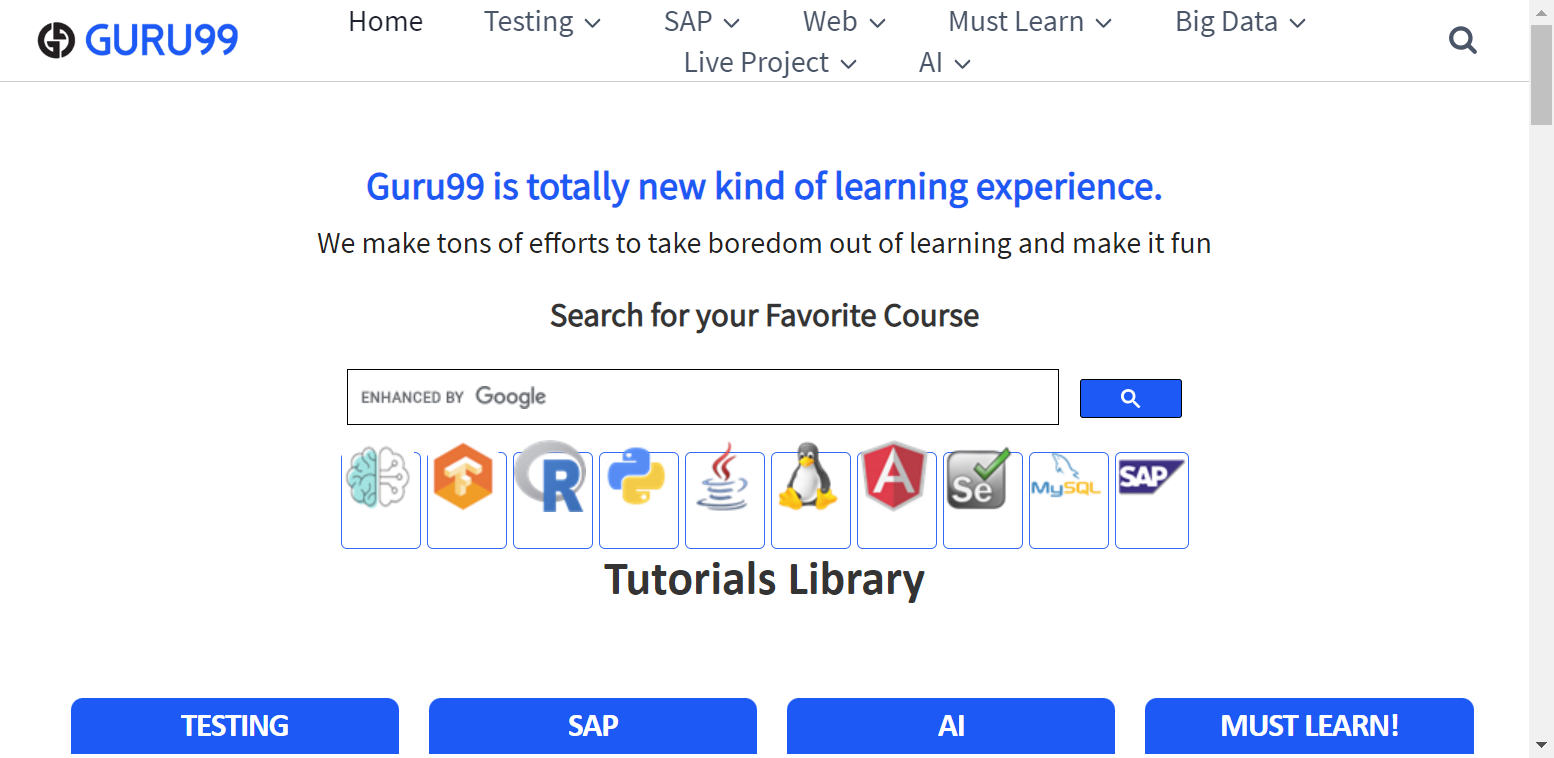 GURU99
Home Testing SAP Web Must Learn Big Data
Live Project AI
Guru99 is totally new kind of learning experience.
We make tons of efforts to take boredom out of learning and make it fun
Search for your Favorite Course
ENHANCED BY Google
R A Se MySQL SAP
Tutorials Library
TESTING SAP AI MUST LEARN!